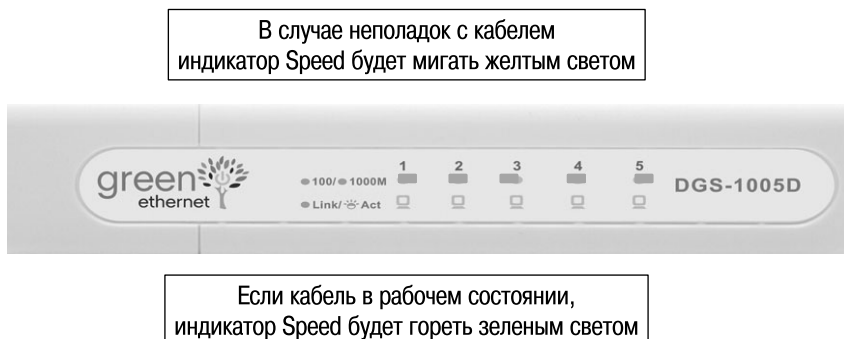 В случае неполадок с кабелем
индикатор Speed будет мигать желтым светом
green
ethernet
1 2 3 4 5
100/ 1000M
Link/ Act
DGS-1005D
Если кабель в рабочем состоянии,
индикатор Speed будет гореть зеленым светом